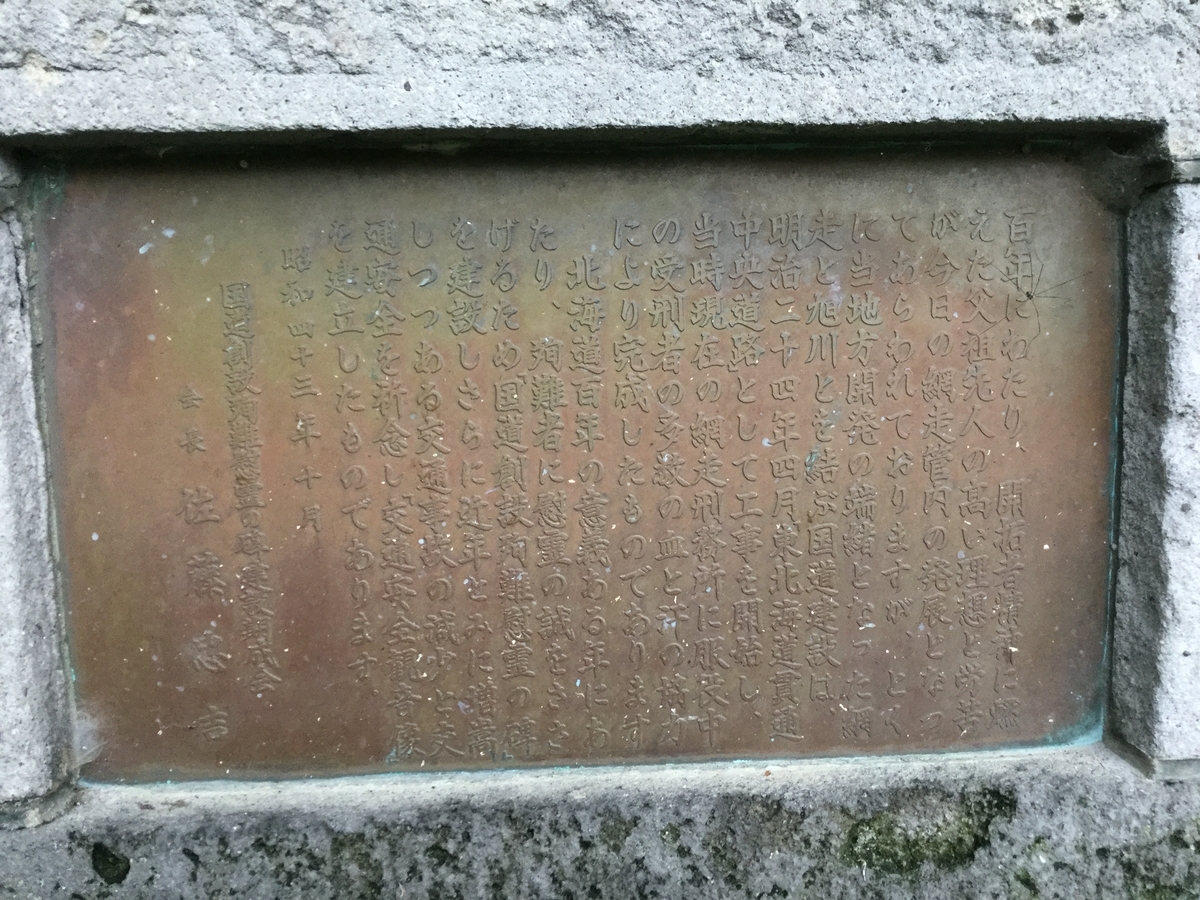 百年にわたり、開拓者精神に燃
えた父祖先人の高い理想と労苦
が今日の網走管内の発展となっ
てあらわれておりますが、とく
に当地方開発の端緒となった網
走と旭川とを結ぶ国道建設は、
明治二十四年四月東北海道貫通
中央道路として工事を開始し、
当時現在の網走刑務所に服役中
の受刑者の多数の血と汗の協力
により完成したものであります
北海道百年の意義ある年にあ
たり、殉難者に慰霊の誠をささ
げるため国道創設殉難慰霊の碑
を建設しさらに近年とみに増高
しつつある交通事故の減少と交
通安全を祈念し交通安全観音像
を建立したものであります。
昭和四十三年十月
国道創設殉難慰霊の碑建設期成会
会長 佐藤忠吉